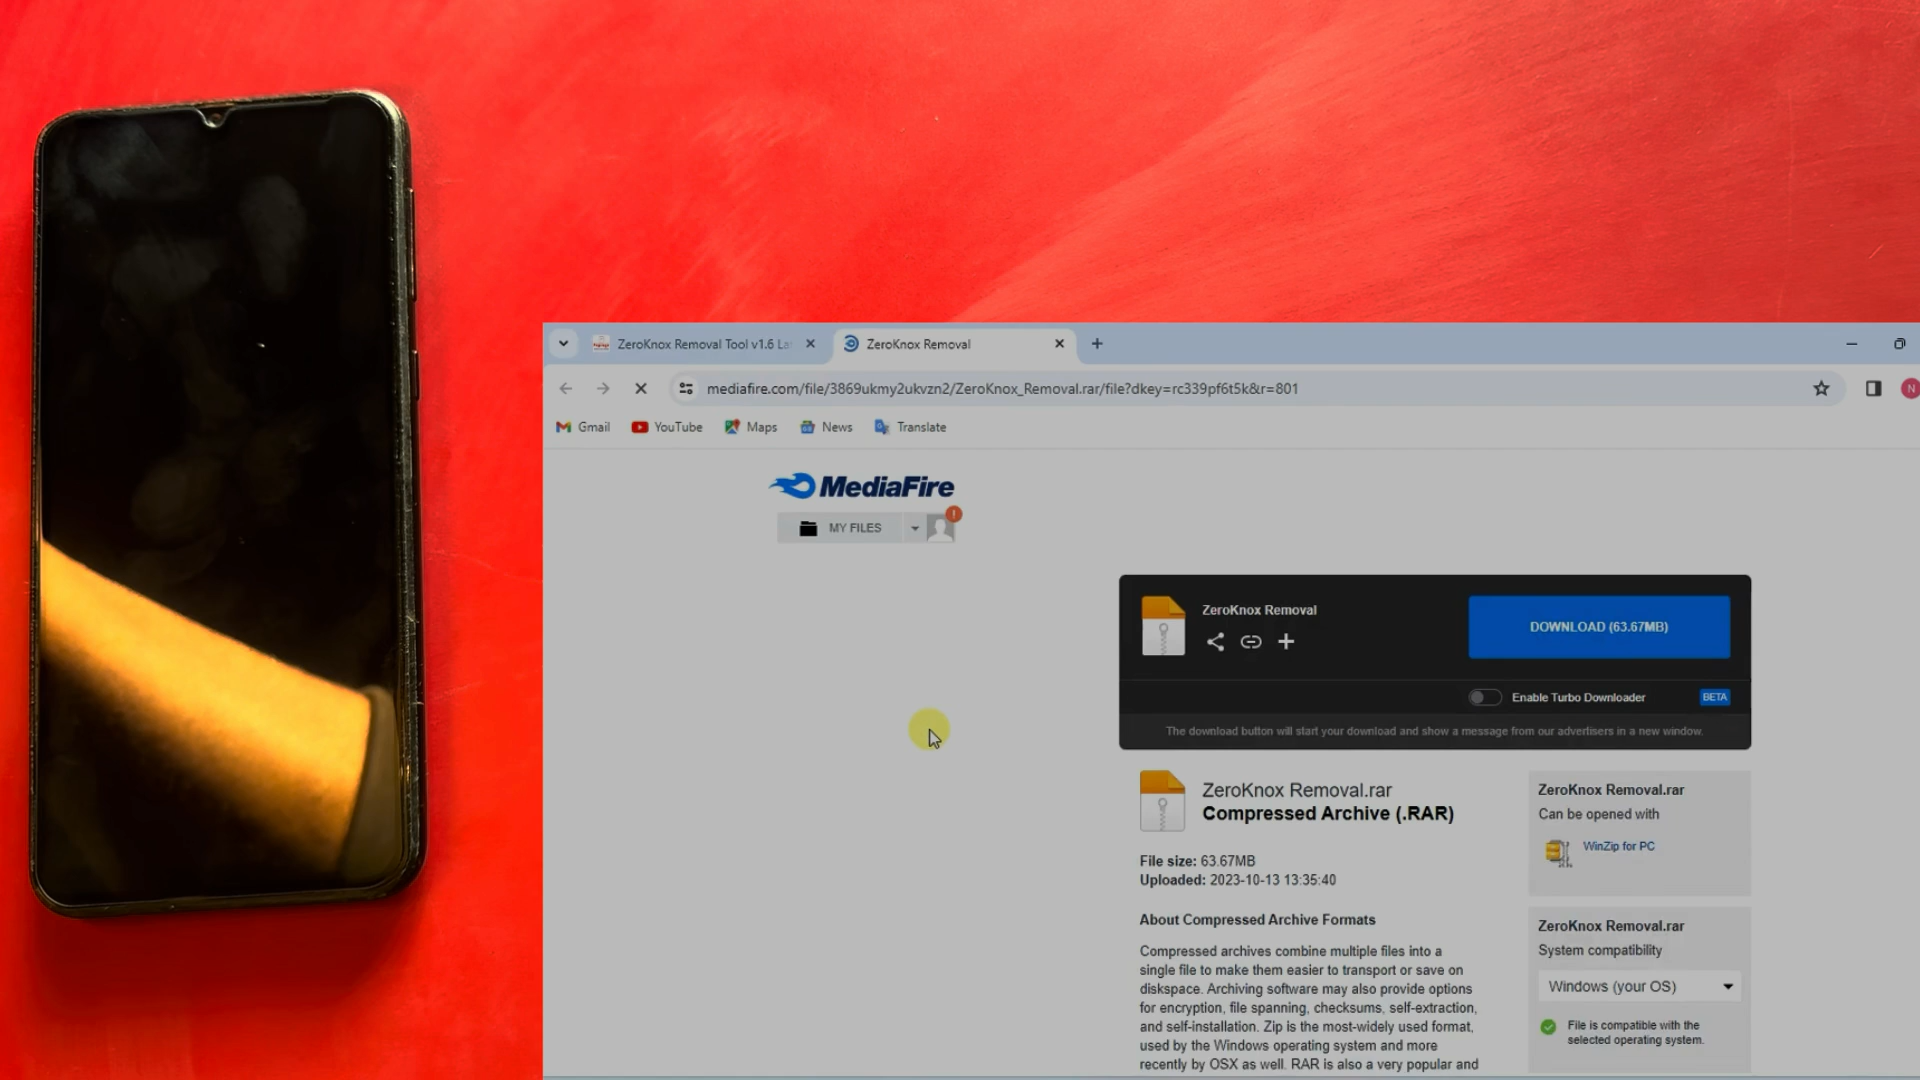 ZeroKnox Removal Tool v1.6 La
ZeroKnox Removal
mediafire.com/file/3869ukmy2ukvzn2/ZeroKnox_Removal.rar/file?dkey=rc339pf6t5k&r=801
N
Gmail
YouTube
Maps
News
Translate
MediaFire
MY FILES
!
ZeroKnox Removal
DOWNLOAD (63.67MB)
Enable Turbo Downloader
BETA
The download button will start your download and show a message from our advertisers in a new window.
ZeroKnox Removal.rar
Compressed Archive (.RAR)
File size: 63.67MB
Uploaded: 2023-10-13 13:35:40
About Compressed Archive Formats
Compressed archives combine multiple files into a
single file to make them easier to transport or save on
diskspace. Archiving software may also provide options
for encryption, file spanning, checksums, self-extraction,
and self-installation. Zip is the most-widely used format,
used by the Windows operating system and more
recently by OSX as well. RAR is also a very popular and
ZeroKnox Removal.rar
Can be opened with
WinZip for PC
ZeroKnox Removal.rar
System compatibility
Windows (your OS)
File is compatible with the
selected operating system.